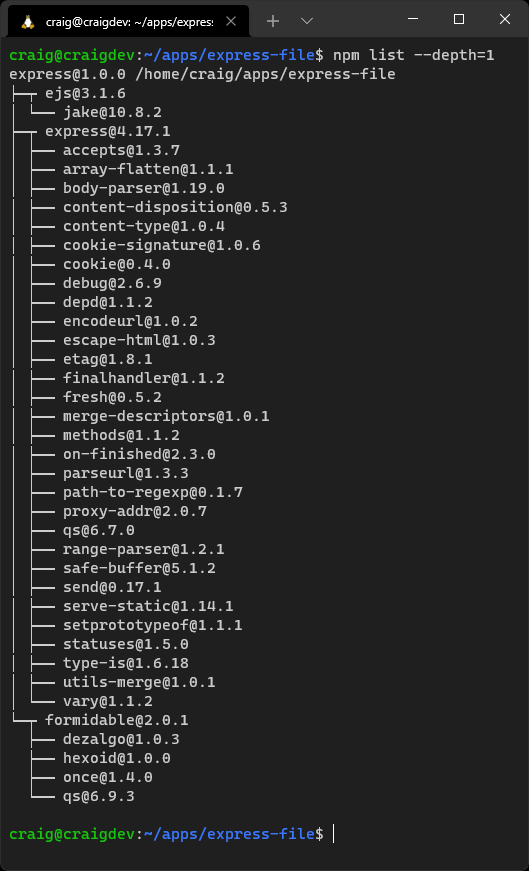 craig@craigdev: ~/apps/express-
craig@craigdev:~/apps/express-file$ npm list --depth=1
express@1.0.0 /home/craig/apps/express-file
├─┬ ejs@3.1.6
│ └── jake@10.8.2
├─┬ express@4.17.1
│ ├── accepts@1.3.7
│ ├── array-flatten@1.1.1
│ ├── body-parser@1.19.0
│ ├── content-disposition@0.5.3
│ ├── content-type@1.0.4
│ ├── cookie-signature@1.0.6
│ ├── cookie@0.4.0
│ ├── debug@2.6.9
│ ├── depd@1.1.2
│ ├── encodeurl@1.0.2
│ ├── escape-html@1.0.3
│ ├── etag@1.8.1
│ ├── finalhandler@1.1.2
│ ├── fresh@0.5.2
│ ├── merge-descriptors@1.0.1
│ ├── methods@1.1.2
│ ├── on-finished@2.3.0
│ ├── parseurl@1.3.3
│ ├── path-to-regexp@0.1.7
│ ├── proxy-addr@2.0.7
│ ├── qs@6.7.0
│ ├── range-parser@1.2.1
│ ├── safe-buffer@5.1.2
│ ├── send@0.17.1
│ ├── serve-static@1.14.1
│ ├── setprototypeof@1.1.1
│ ├── statuses@1.5.0
│ ├── type-is@1.6.18
│ ├── utils-merge@1.0.1
│ └── vary@1.1.2
└─┬ formidable@2.0.1
  ├── dezalgo@1.0.3
  ├── hexoid@1.0.0
  ├── once@1.4.0
  └── qs@6.9.3
craig@craigdev:~/apps/express-file$